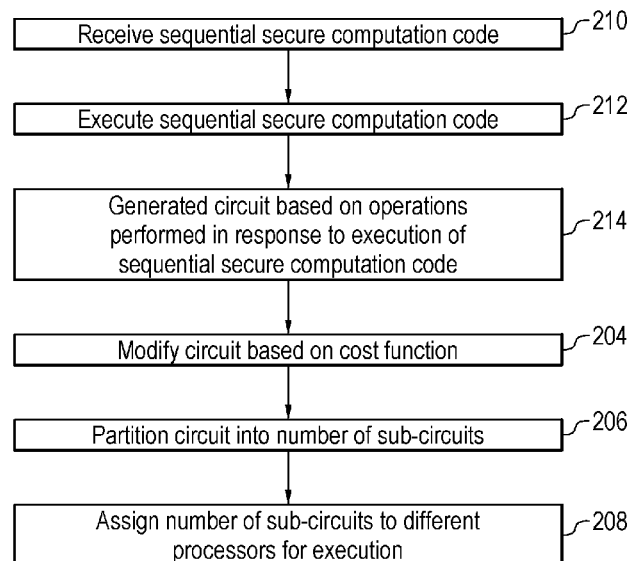 Receive sequential secure computation code 210
Execute sequential secure computation code 212
Generated circuit based on operations
performed in response to execution of
sequential secure computation code 214
Modify circuit based on cost function 204
Partition circuit into number of sub-circuits 206
Assign number of sub-circuits to different
processors for execution 208